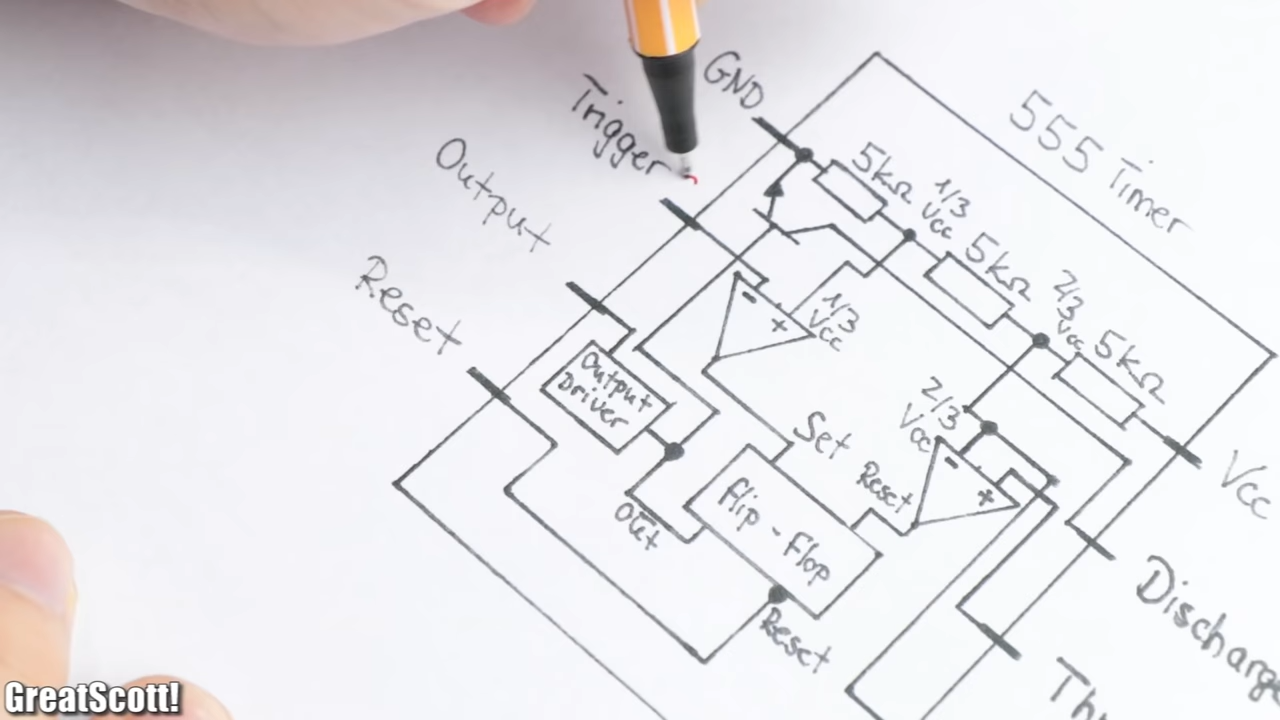 555 Timer
GND
Trigger
Output
Reset
5kΩ
1/3
Vcc
5kΩ
2/3
Vcc
5kΩ
-
+
1/3
Vcc
Output
Driver
2/3
Vcc
-
+
Set
Reset
Flip-Flop
O̅u̅t̅
Reset
Vcc
Discharge
GreatScott!